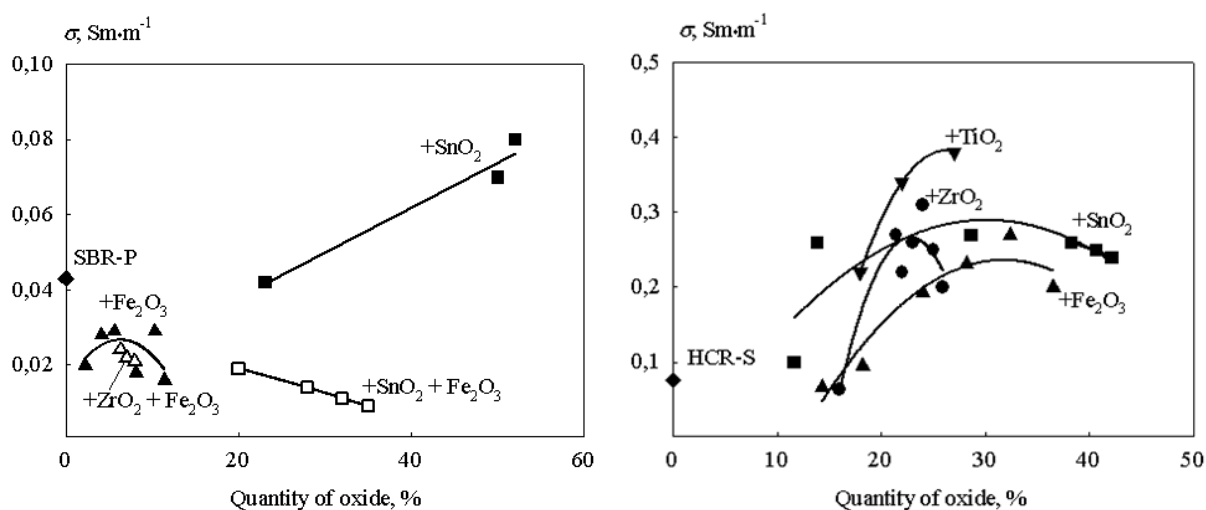 σ, Sm·m⁻¹
0,10
0,08
0,06
0,04
0,02
+SnO₂
SBR-P
+Fe₂O₃
+ZrO₂ + Fe₂O₃
+SnO₂ + Fe₂O₃
0 20 40 60
Quantity of oxide, %
σ, Sm·m⁻¹
0,5
0,4
0,3
0,2
0,1
+TiO₂
+ZrO₂
+SnO₂
+Fe₂O₃
HCR-S
0 10 20 30 40 50
Quantity of oxide, %